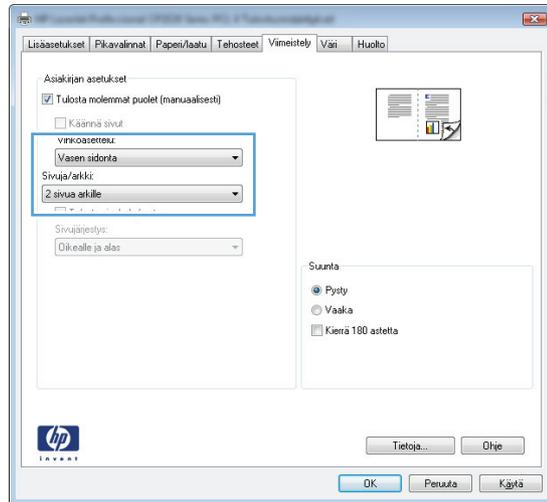 Lisäasetukset Pikavalinnat Paperi/laatu Tehosteet Viimeistely Väri Huolto
Asiakirjan asetukset
Tulosta molemmat puolet (manuaalisesti)
Käännä sivut
Vihkoasettelu:
Vasen sidonta
Sivuja/arkki:
2 sivua arkille
Sivujärjestys:
Oikealle ja alas
Suunta
Pysty
Vaaka
Kierrä 180 astetta
hp
invent
Tietoja... Ohje
OK Peruuta Käytä